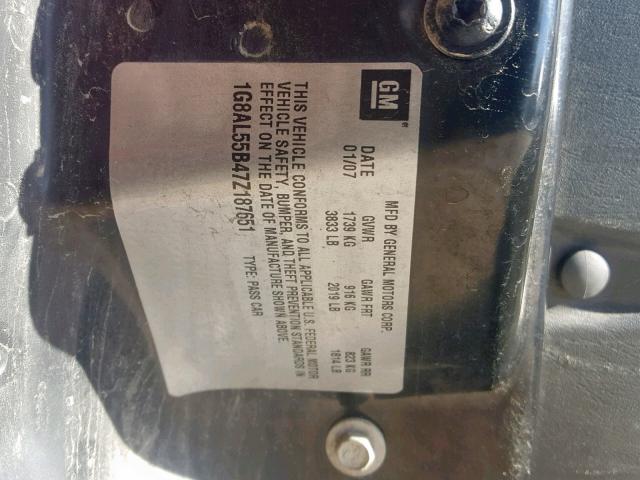 GM
MFD BY GENERAL MOTORS CORP.
DATE GVWR GAWR FRT GAWR RR
01/07 1739 KG 916 KG 823 KG
3833 LB 2019 LB 1814 LB
THIS VEHICLE CONFORMS TO ALL APPLICABLE U.S. FEDERAL MOTOR
VEHICLE SAFETY, BUMPER, AND THEFT PREVENTION STANDARDS IN
EFFECT ON THE DATE OF MANUFACTURE SHOWN ABOVE.
1G8AL55B47Z187651 TYPE: PASS CAR